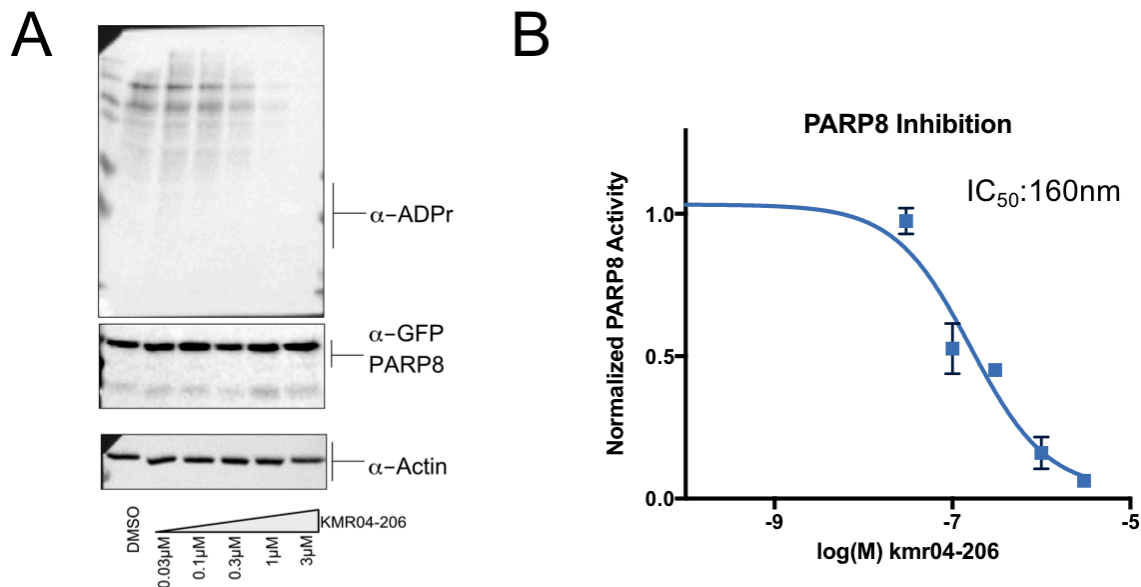 A
α-ADPr
α-GFP
PARP8
α-Actin
KMR04-206
DMSO
0.03µM
0.1µM
0.3µM
1µM
3µM
B
PARP8 Inhibition
IC₅₀:160nm
Normalized PARP8 Activity
1.0
0.5
0.0
-9
-7
-5
log(M) kmr04-206